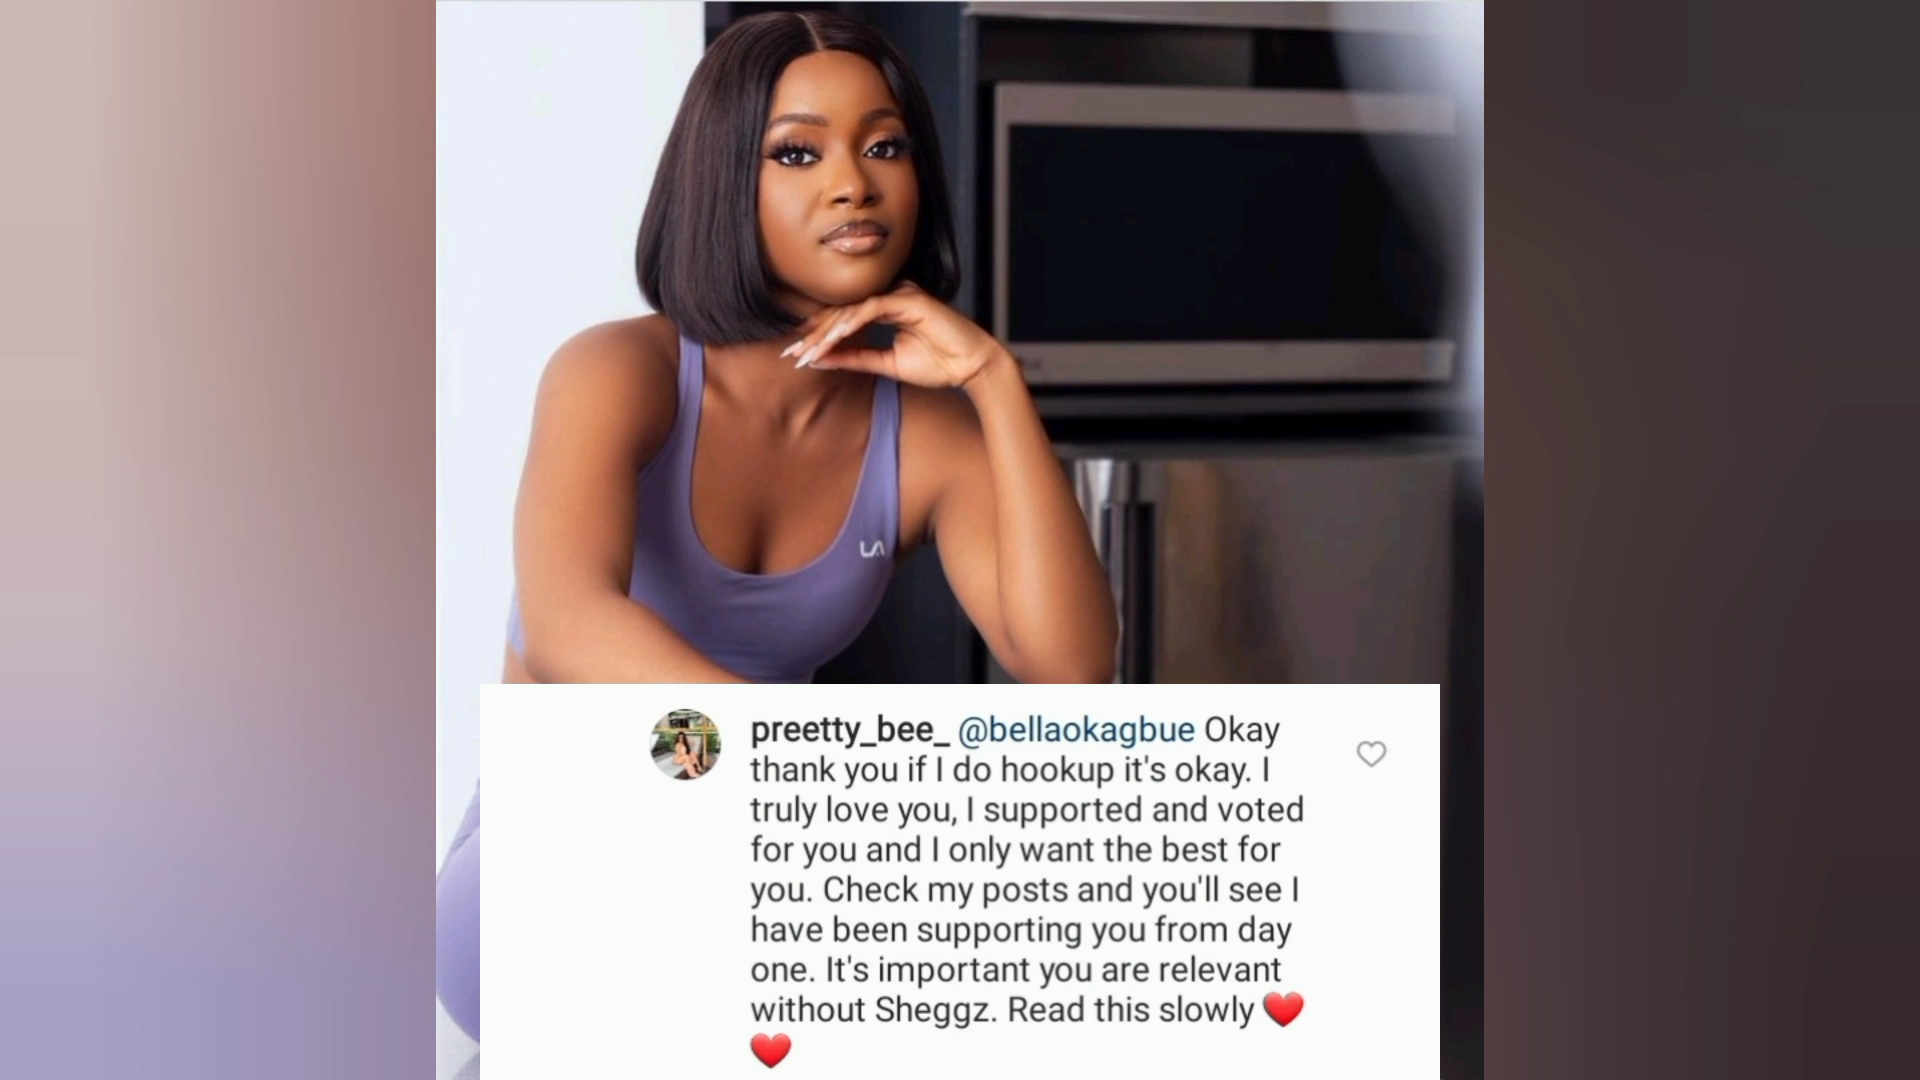 LA
preetty_bee_ @bellaokagbue Okay
thank you if I do hookup it's okay. I
truly love you, I supported and voted
for you and I only want the best for
you. Check my posts and you'll see I
have been supporting you from day
one. It's important you are relevant
without Sheggz. Read this slowly ❤️
❤️